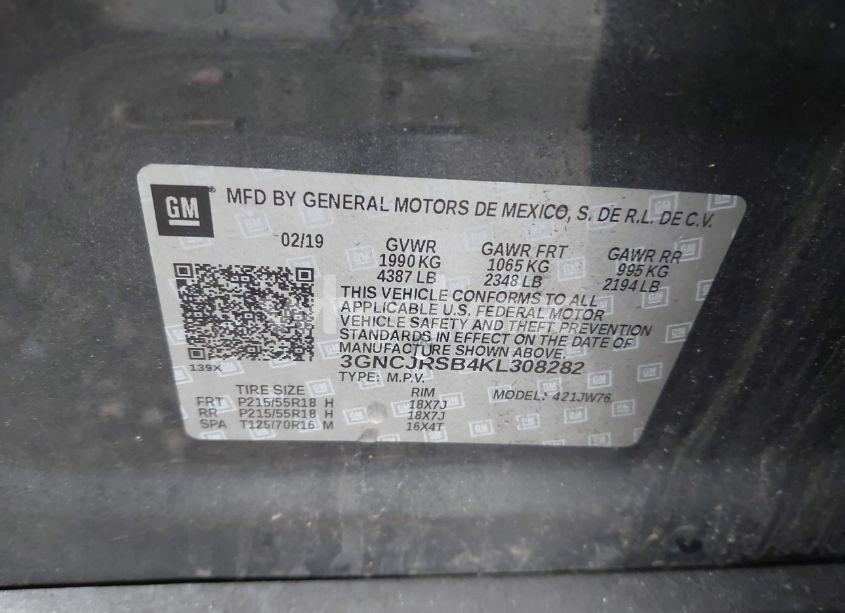 GM
MFD BY GENERAL MOTORS DE MEXICO, S. DE R.L. DE C.V.
02/19 GVWR GAWR FRT GAWR RR
1990 KG 1065 KG 995 KG
4387 LB 2348 LB 2194 LB
THIS VEHICLE CONFORMS TO ALL
APPLICABLE U.S. FEDERAL MOTOR
VEHICLE SAFETY AND THEFT PREVENTION
STANDARDS IN EFFECT ON THE DATE OF
MANUFACTURE SHOWN ABOVE.
139X
3GNCJRSB4KL308282
TYPE: M.P.V.
TIRE SIZE RIM MODEL: 421JW76
FRT P215/55R18 H 18X7J
RR P215/55R18 H 18X7J
SPA T125/70R16 M 16X4T